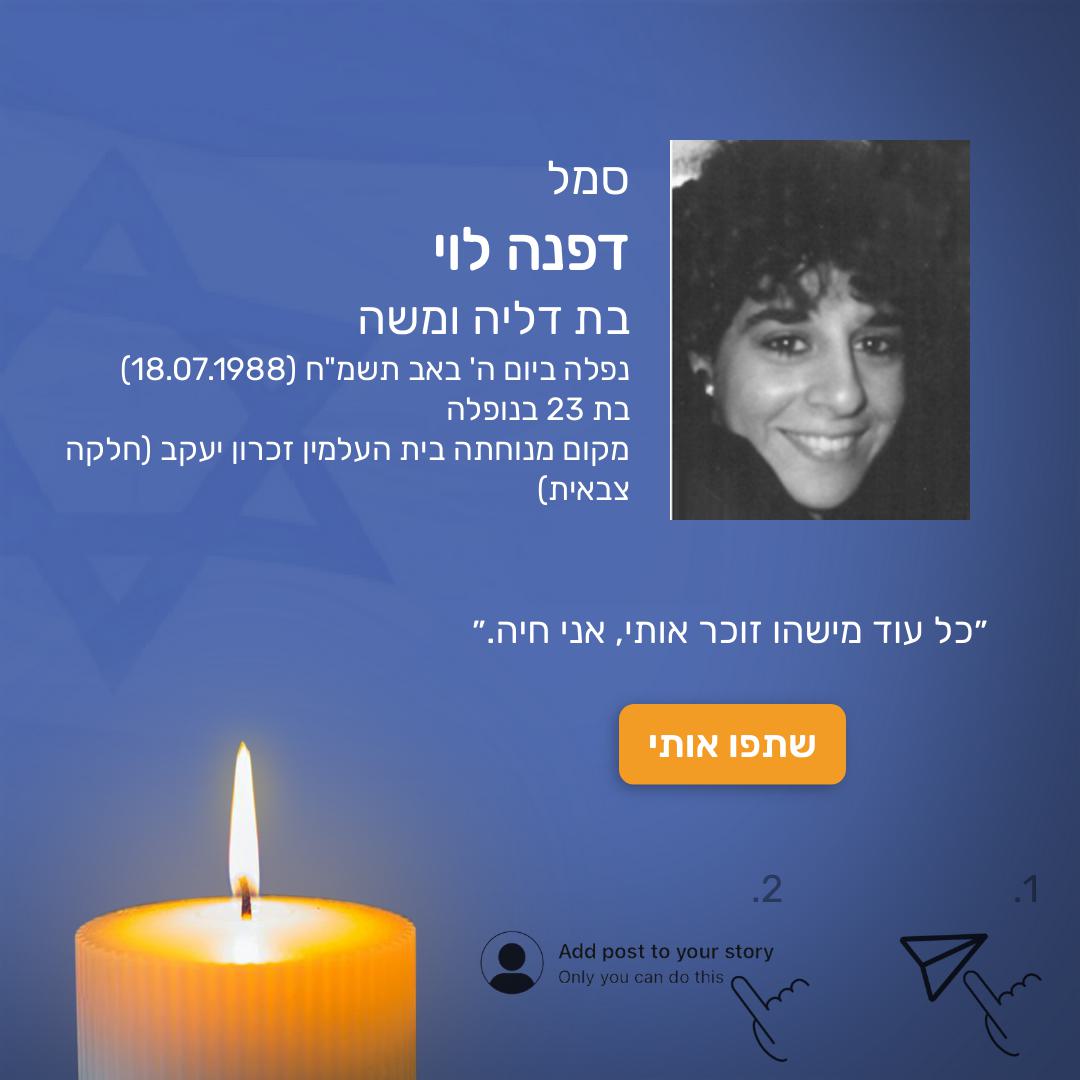 סמל
דפנה לוי
בת דליה ומשה
נפלה ביום ה' באב תשמ"ח (18.07.1988)
בת 23 בנופלה
מקום מנוחתה בית העלמין זכרון יעקב (חלקה
צבאית)
״כל עוד מישהו זוכר אותי, אני חיה.״
שתפו אותי
1.
2.
Add post to your story
Only you can do this